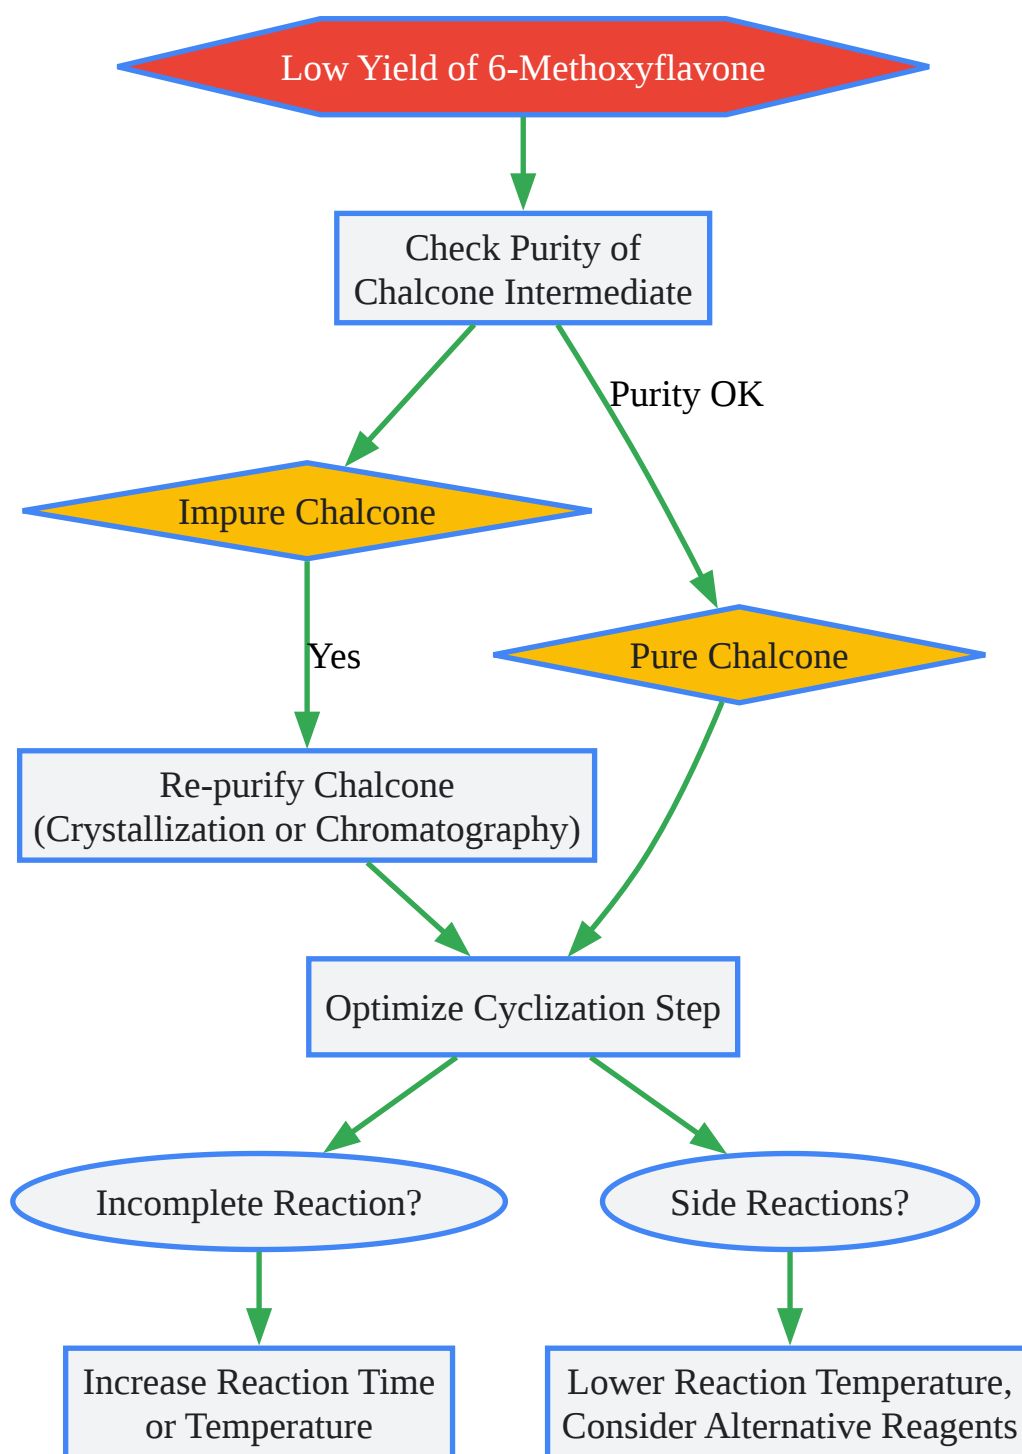 Low Yield of 6-Methoxyflavone
Check Purity of
Chalcone Intermediate
Purity OK
Impure Chalcone
Yes
Pure Chalcone
Re-purify Chalcone
(Crystallization or Chromatography)
Optimize Cyclization Step
Incomplete Reaction?
Side Reactions?
Increase Reaction Time
or Temperature
Lower Reaction Temperature,
Consider Alternative Reagents